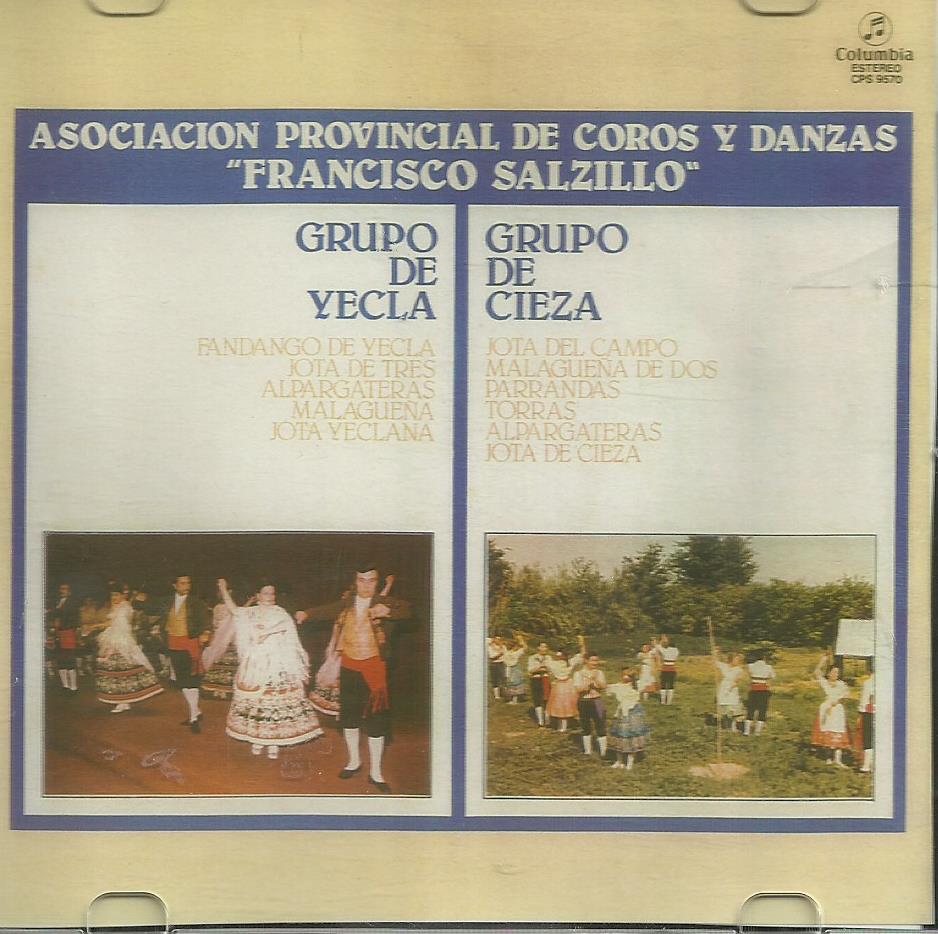 Columbia
ESTEREO
CPS 9570
ASOCIACION PROVINCIAL DE COROS Y DANZAS
"FRANCISCO SALZILLO"
GRUPO
DE
YECLA
FANDANGO DE YECLA
JOTA DE TRES
ALPARGATERAS
MALAGUEÑA
JOTA YECLANA
GRUPO
DE
CIEZA
JOTA DEL CAMPO
MALAGUEÑA DE DOS
PARRANDAS
TORRAS
ALPARGATERAS
JOTA DE CIEZA